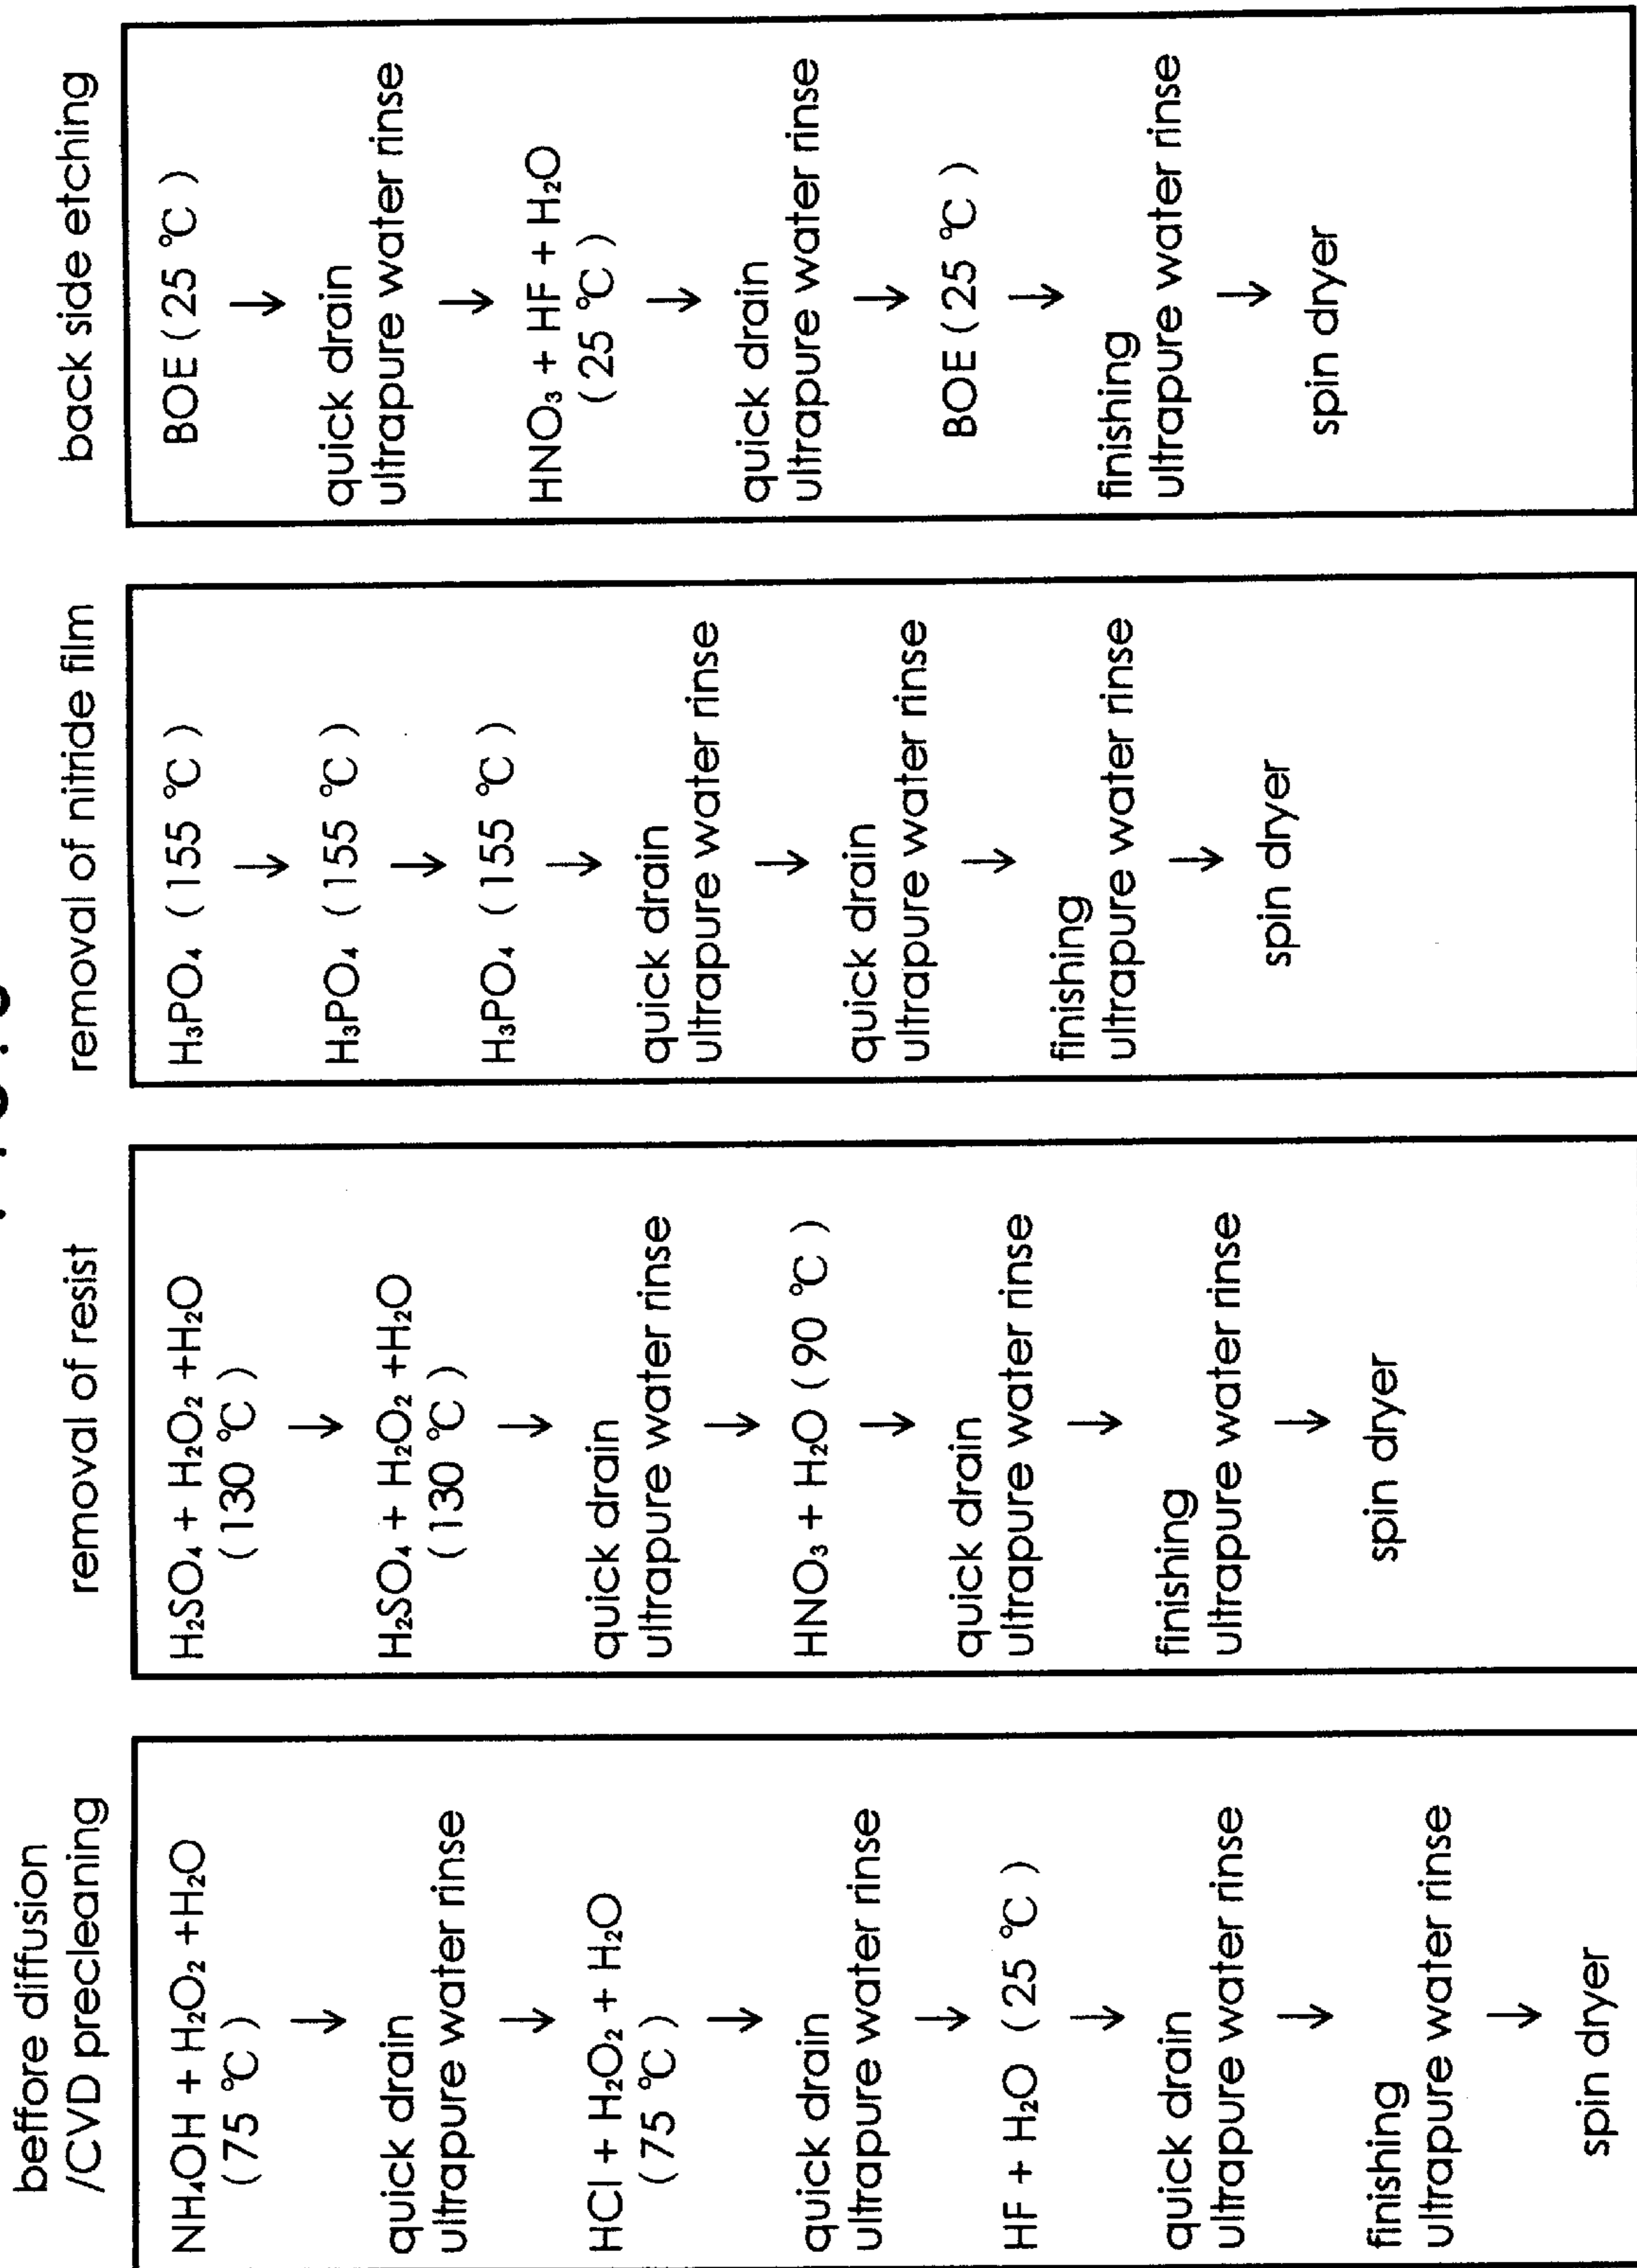 beffore diffusion
/CVD precleaning
NH₄OH + H₂O₂ +H₂O
( 75 ℃ )
↓
quick drain
ultrapure water rinse
↓
HCl + H₂O₂ + H₂O
( 75 ℃ )
↓
quick drain
ultrapure water rinse
↓
HF + H₂O ( 25 ℃ )
↓
quick drain
ultrapure water rinse
↓
finishing
ultrapure water rinse
↓
spin dryer
removal of resist
H₂SO₄ + H₂O₂ +H₂O
( 130 ℃ )
↓
H₂SO₄ + H₂O₂ +H₂O
( 130 ℃ )
↓
quick drain
ultrapure water rinse
↓
HNO₃ + H₂O ( 90 ℃ )
↓
quick drain
ultrapure water rinse
↓
finishing
ultrapure water rinse
↓
spin dryer
removal of nitride film
H₃PO₄ ( 155 ℃ )
↓
H₃PO₄ ( 155 ℃ )
↓
H₃PO₄ ( 155 ℃ )
↓
quick drain
ultrapure water rinse
↓
quick drain
ultrapure water rinse
↓
finishing
ultrapure water rinse
↓
spin dryer
back side etching
BOE ( 25 ℃ )
↓
quick drain
ultrapure water rinse
↓
HNO₃ + HF + H₂O
( 25 ℃ )
↓
quick drain
ultrapure water rinse
↓
BOE ( 25 ℃ )
↓
finishing
ultrapure water rinse
↓
spin dryer